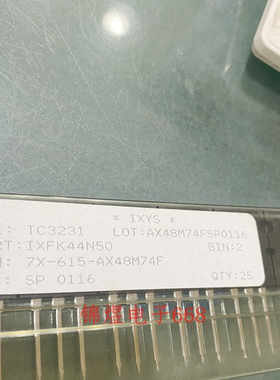 * IXYS *
: TC3231 LOT:AX48M74FSP0116
RT:IXFK44N50 BIN:2
: 7X-615-AX48M74F
: SP 0116 QTY:25
锦煜电子668